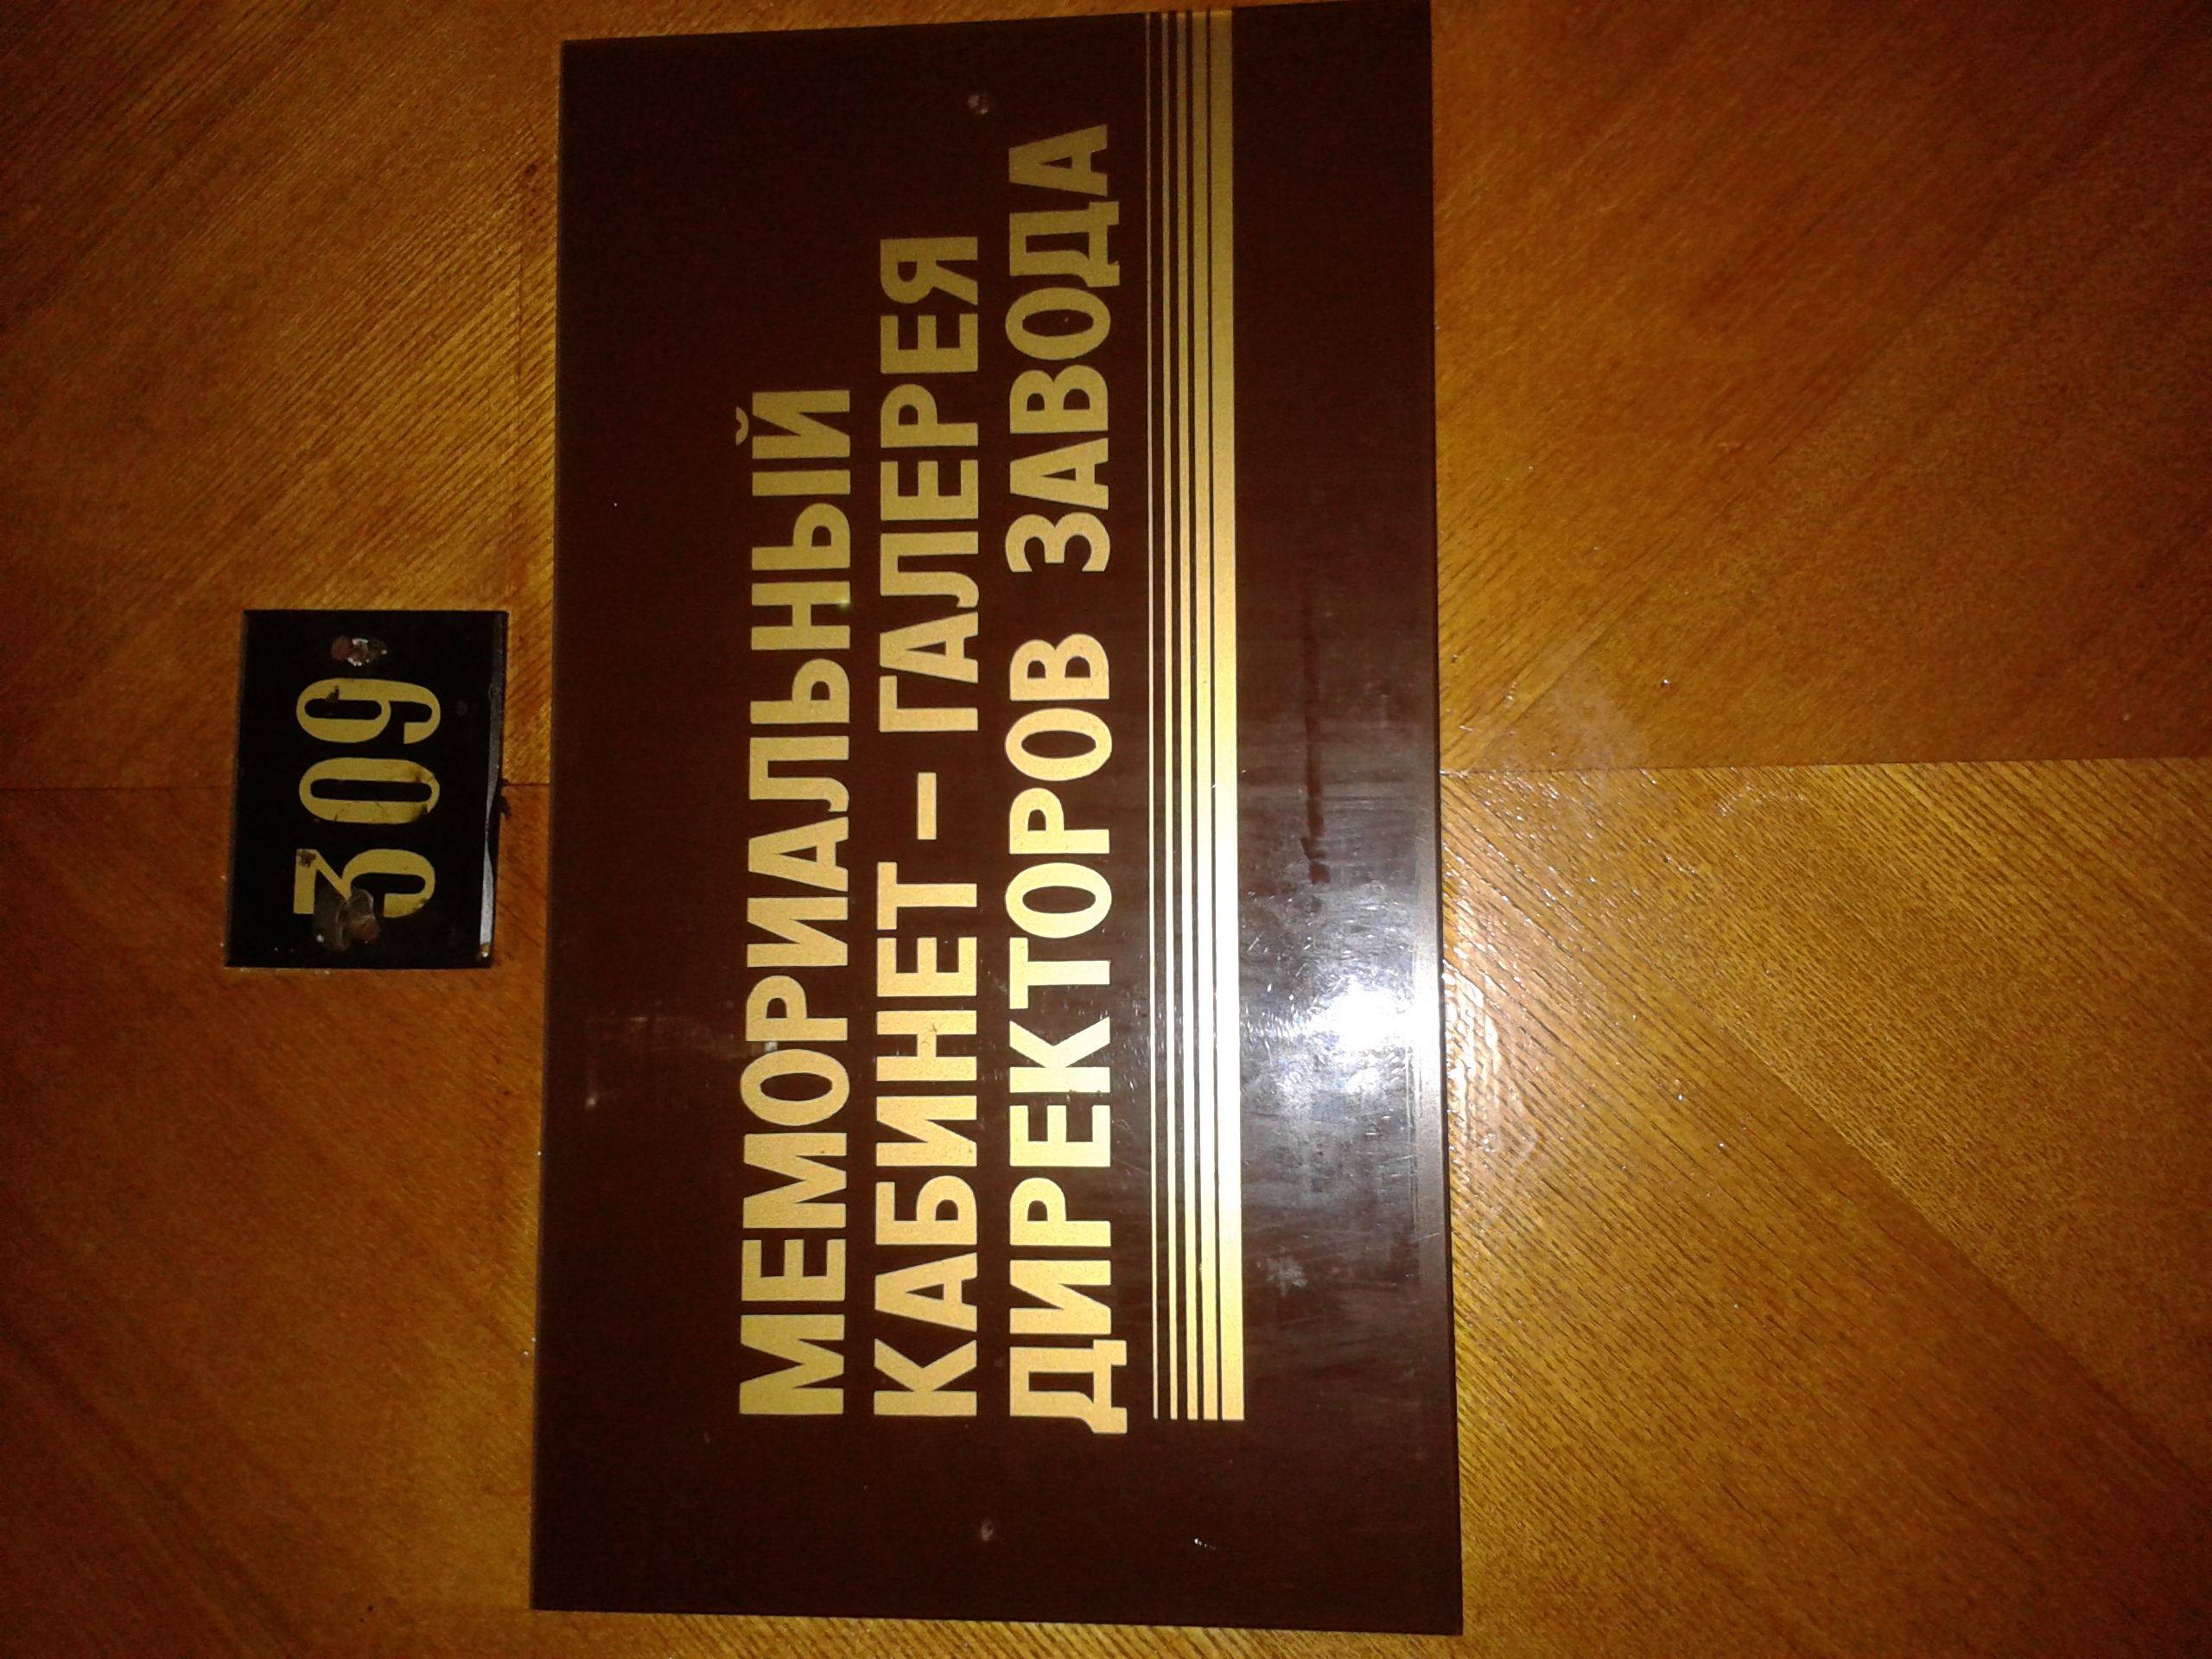 309
МЕМОРИАЛЬНЫЙ
КАБИНЕТ – ГАЛЕРЕЯ
ДИРЕКТОРОВ ЗАВОДА